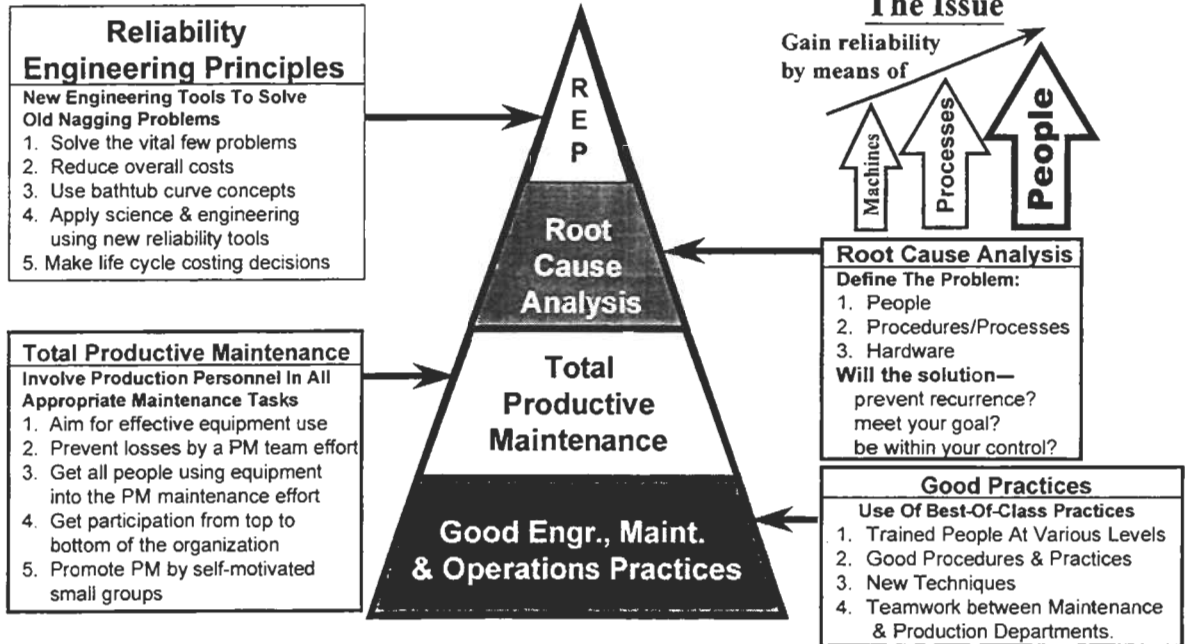 Reliability
Engineering Principles
New Engineering Tools To Solve
Old Nagging Problems
1. Solve the vital few problems
2. Reduce overall costs
3. Use bathtub curve concepts
4. Apply science & engineering
using new reliability tools
5. Make life cycle costing decisions
Total Productive Maintenance
Involve Production Personnel In All
Appropriate Maintenance Tasks
1. Aim for effective equipment use
2. Prevent losses by a PM team effort
3. Get all people using equipment
into the PM maintenance effort
4. Get participation from top to
bottom of the organization
5. Promote PM by self-motivated
small groups
R
E
P
Root
Cause
Analysis
Total
Productive
Maintenance
Good Engr., Maint.
& Operations Practices
The Issue
Gain reliability
by means of
Machines
Processes
People
Root Cause Analysis
Define The Problem:
1. People
2. Procedures/Processes
3. Hardware
Will the solution—
prevent recurrence?
meet your goal?
be within your control?
Good Practices
Use Of Best-Of-Class Practices
1. Trained People At Various Levels
2. Good Procedures & Practices
3. New Techniques
4. Teamwork between Maintenance
& Production Departments.